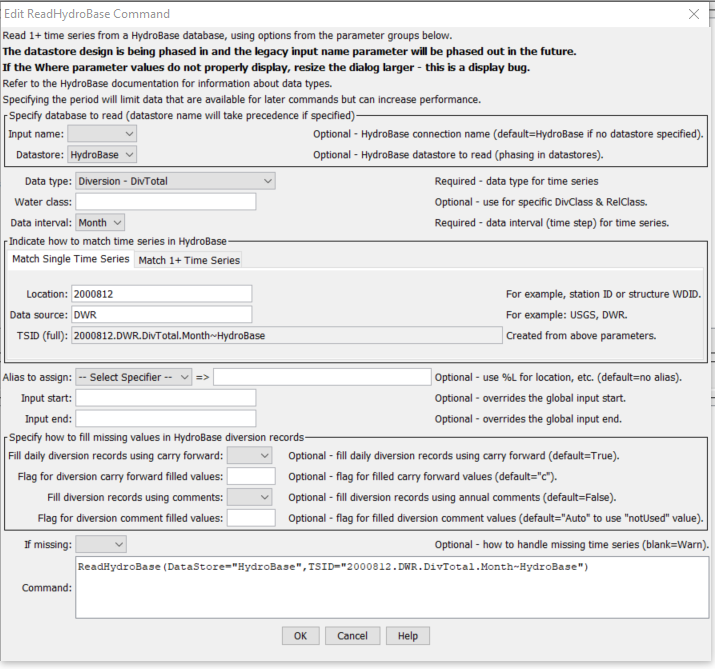 Edit ReadHydroBase Command
Read 1+ time series from a HydroBase database, using options from the parameter groups below.
The datastore design is being phased in and the legacy input name parameter will be phased out in the future.
If the Where parameter values do not properly display, resize the dialog larger - this is a display bug.
Refer to the HydroBase documentation for information about data types.
Specifying the period will limit data that are available for later commands but can increase performance.
Specify database to read (datastore name will take precedence if specified)
Input name: Optional - HydroBase connection name (default=HydroBase if no datastore specified).
Datastore: HydroBase Optional - HydroBase datastore to read (phasing in datastores).
Data type: Diversion - DivTotal Required - data type for time series
Water class: Optional - use for specific DivClass & RelClass.
Data interval: Month Required - data interval (time step) for time series.
Indicate how to match time series in HydroBase
Match Single Time Series Match 1+ Time Series
Location: 2000812 For example, station ID or structure WDID.
Data source: DWR For example: USGS, DWR.
TSID (full): 2000812.DWR.DivTotal.Month~HydroBase Created from above parameters.
Alias to assign: -- Select Specifier -- => Optional - use %L for location, etc. (default=no alias).
Input start: Optional - overrides the global input start.
Input end: Optional - overrides the global input end.
Specify how to fill missing values in HydroBase diversion records
Fill daily diversion records using carry forward: Optional - fill daily diversion records using carry forward (default=True).
Flag for diversion carry forward filled values: Optional - flag for filled carry forward values (default="c").
Fill diversion records using comments: Optional - fill diversion records using annual comments (default=False).
Flag for diversion comment filled values: Optional - flag for filled diversion comment values (default="Auto" to use "notUsed" value).
If missing: Optional - how to handle missing time series (blank=Warn).
Command: ReadHydroBase(DataStore="HydroBase",TSID="2000812.DWR.DivTotal.Month~HydroBase")
OK Cancel Help